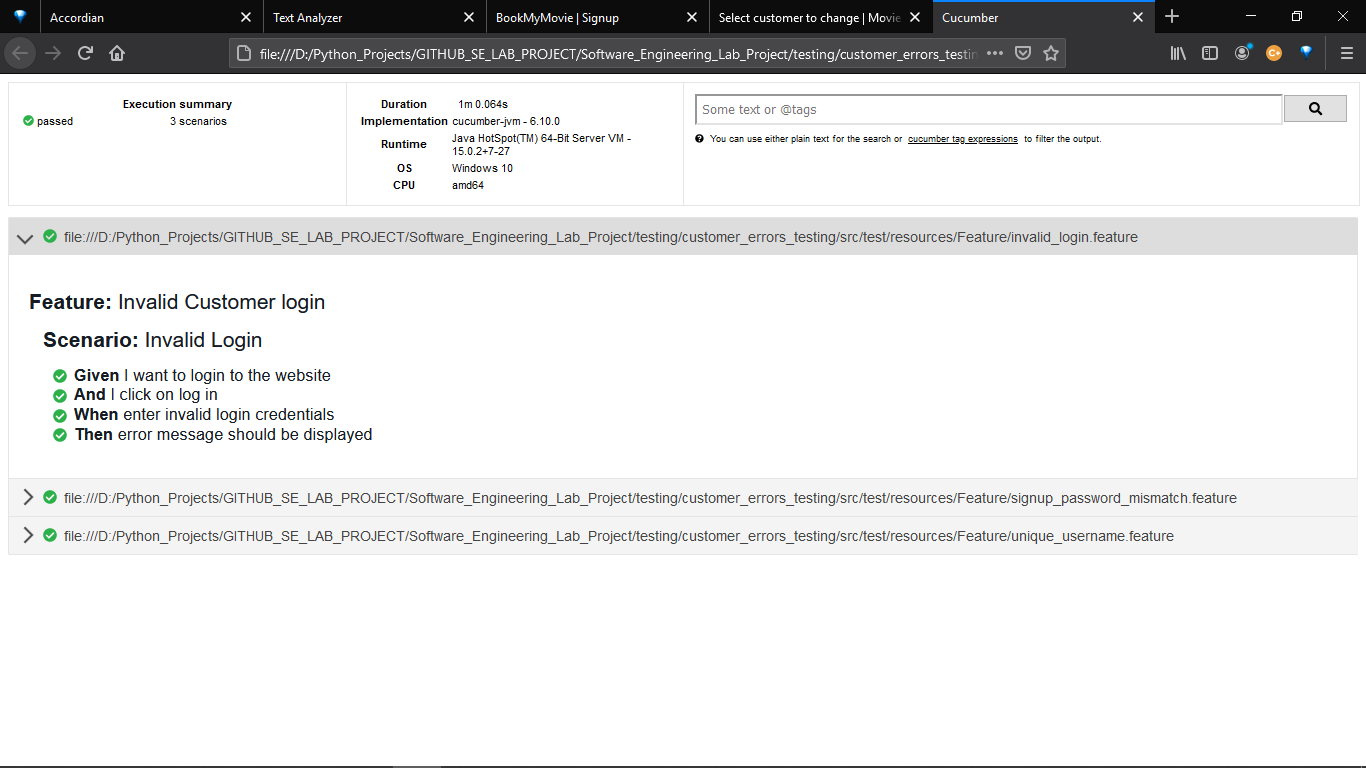 Accordian
Text Analyzer
BookMyMovie | Signup
Select customer to change | Movie
Cucumber
file:///D:/Python_Projects/GITHUB_SE_LAB_PROJECT/Software_Engineering_Lab_Project/testing/customer_errors_testin
Execution summary
passed 3 scenarios
Duration 1m 0.064s
Implementation cucumber-jvm - 6.10.0
Runtime Java HotSpot(TM) 64-Bit Server VM -
15.0.2+7-27
OS Windows 10
CPU amd64
Some text or @tags
You can use either plain text for the search or cucumber tag expressions to filter the output.
file:///D:/Python_Projects/GITHUB_SE_LAB_PROJECT/Software_Engineering_Lab_Project/testing/customer_errors_testing/src/test/resources/Feature/invalid_login.feature
Feature: Invalid Customer login
Scenario: Invalid Login
Given I want to login to the website
And I click on log in
When enter invalid login credentials
Then error message should be displayed
file:///D:/Python_Projects/GITHUB_SE_LAB_PROJECT/Software_Engineering_Lab_Project/testing/customer_errors_testing/src/test/resources/Feature/signup_password_mismatch.feature
file:///D:/Python_Projects/GITHUB_SE_LAB_PROJECT/Software_Engineering_Lab_Project/testing/customer_errors_testing/src/test/resources/Feature/unique_username.feature